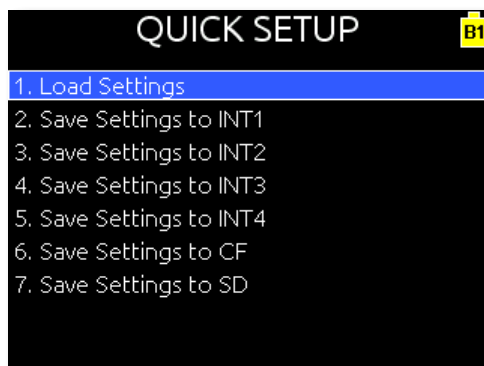 QUICK SETUP
B1
1. Load Settings
2. Save Settings to INT1
3. Save Settings to INT2
4. Save Settings to INT3
5. Save Settings to INT4
6. Save Settings to CF
7. Save Settings to SD